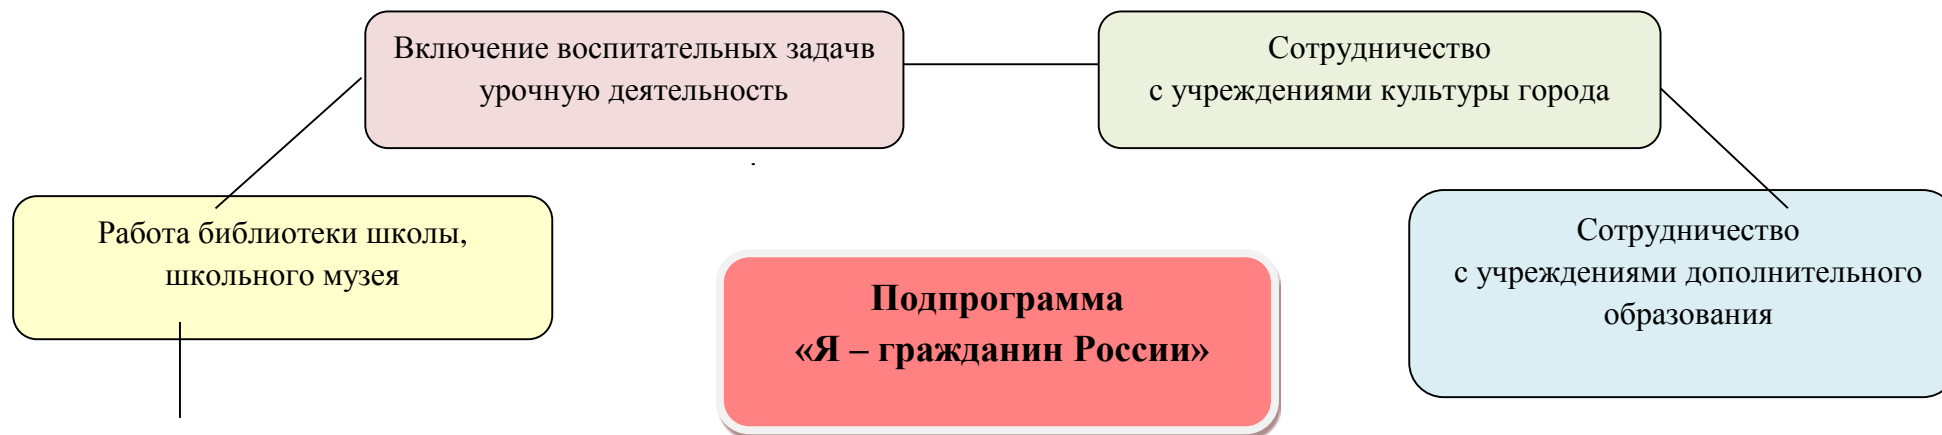 Включение воспитательных задачв
урочную деятельность
Сотрудничество
с учреждениями культуры города
Работа библиотеки школы,
школьного музея
Подпрограмма
«Я – гражданин России»
Сотрудничество
с учреждениями дополнительного
образования